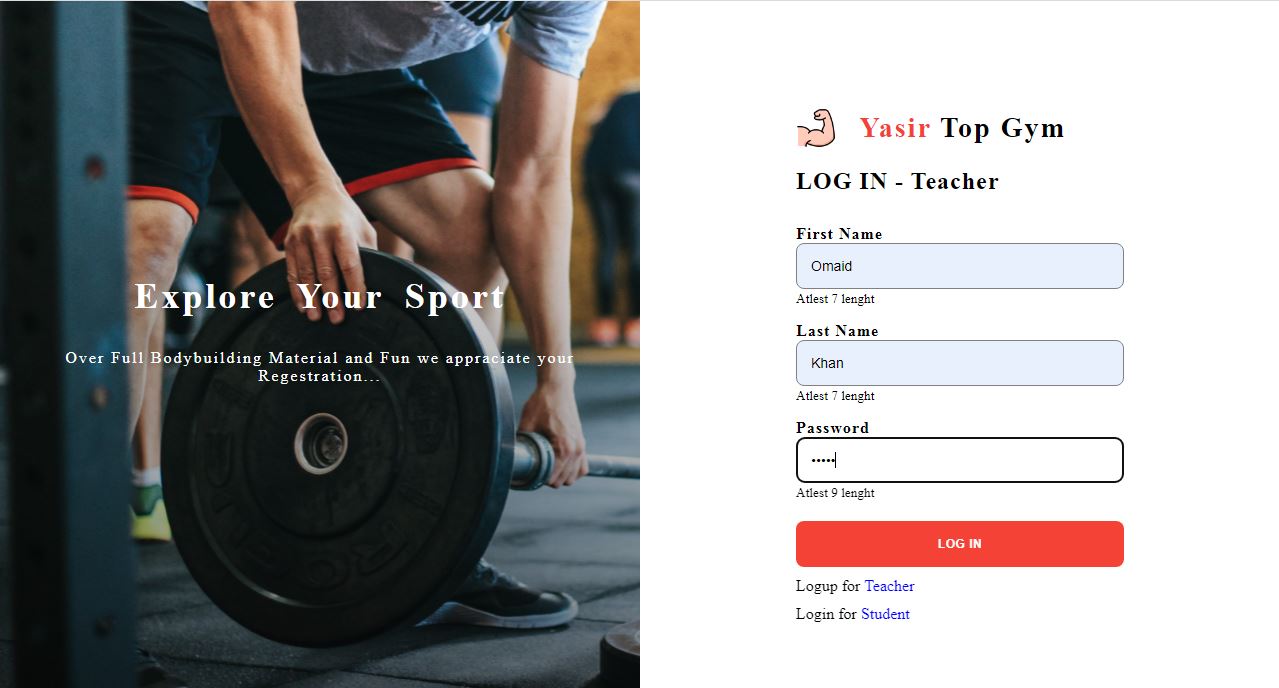 Explore Your Sport
Over Full Bodybuilding Material and Fun we appraciate your
Regestration...
Yasir Top Gym
LOG IN - Teacher
First Name
Omaid
Atlest 7 lenght
Last Name
Khan
Atlest 7 lenght
Password
•••••
Atlest 9 lenght
LOG IN
Logup for Teacher
Login for Student